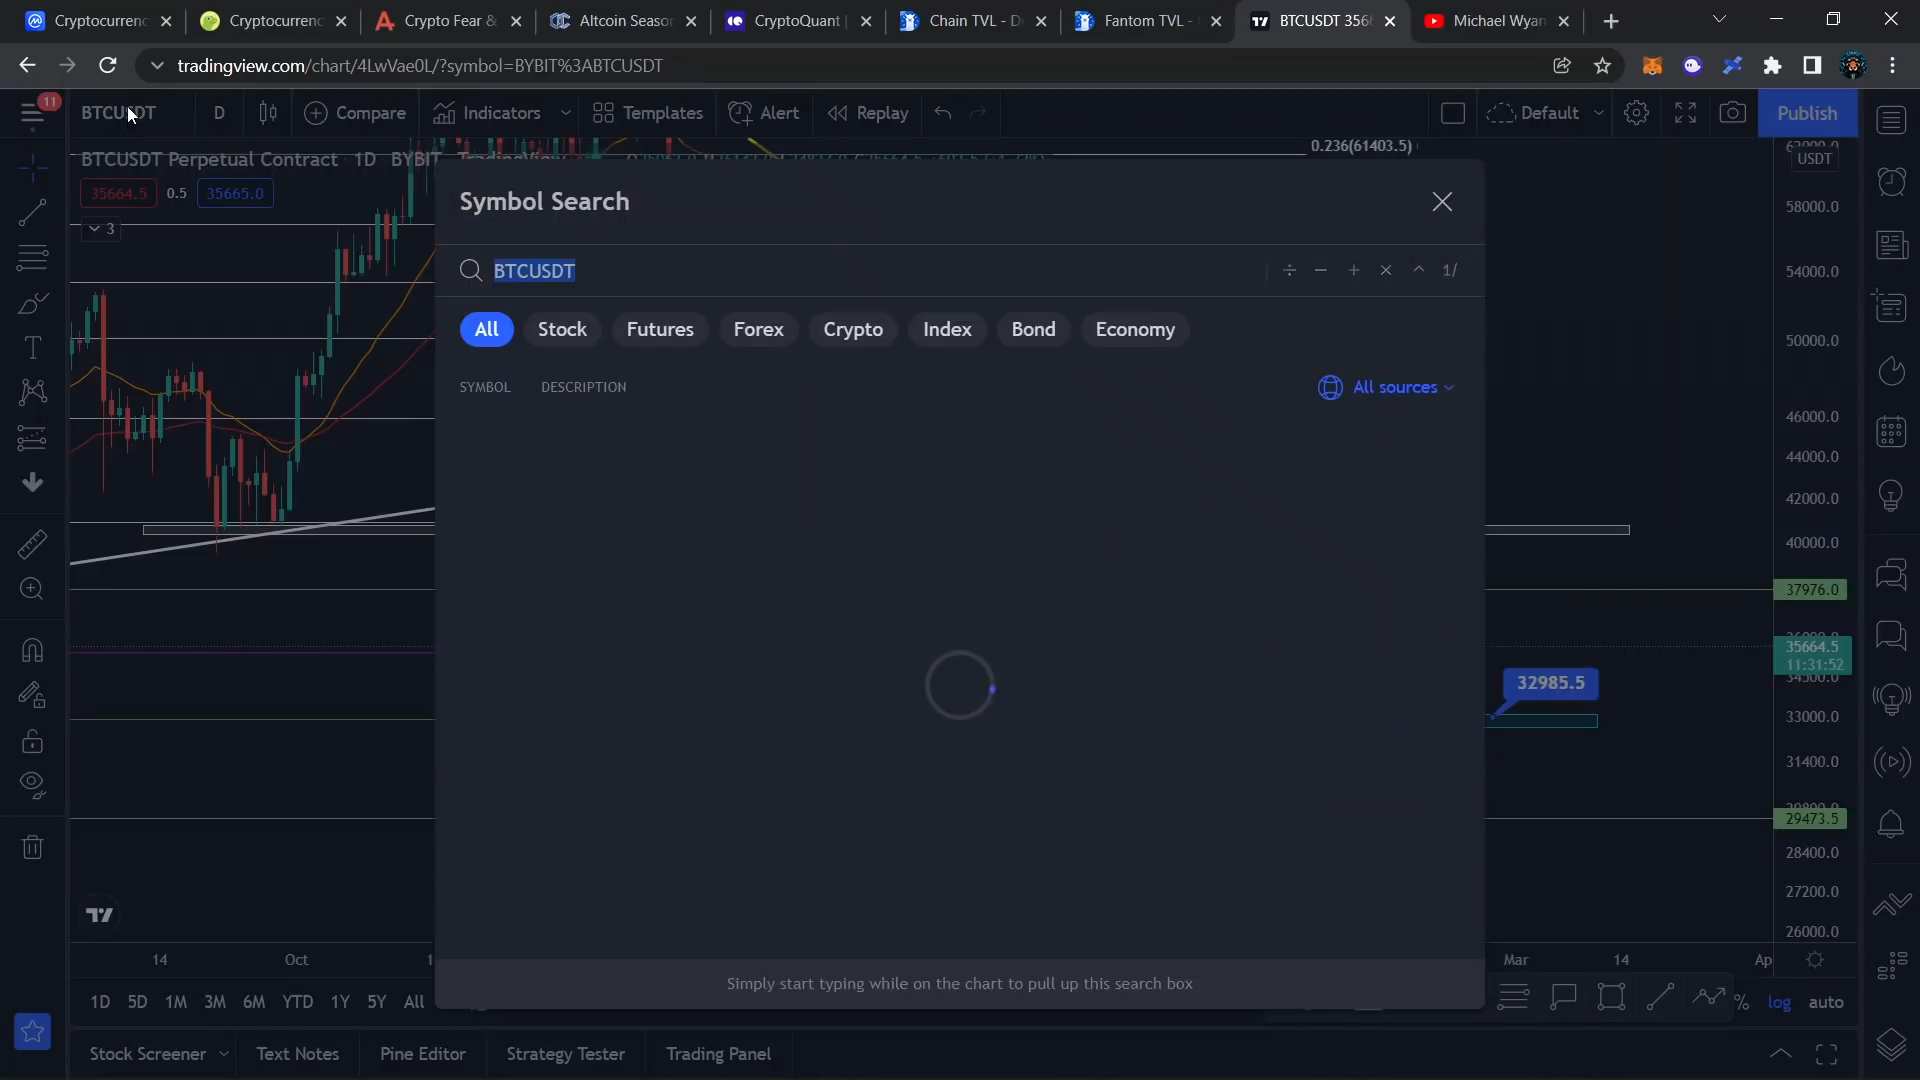 Cryptocurrenc
Cryptocurrenc
Crypto Fear &
Altcoin Season
CryptoQuant |
Chain TVL - D
Fantom TVL -
BTCUSDT 356
Michael Wyan
tradingview.com/chart/4LwVae0L/?symbol=BYBIT%3ABTCUSDT
11
BTCUSDT
D
Compare
Indicators
Templates
Alert
Replay
Default
Publish
BTCUSDT Perpetual Contract · 1D · BYBIT
0.236(61403.5)
USDT
35664.5
0.5
35665.0
3
Symbol Search
BTCUSDT
1/
All
Stock
Futures
Forex
Crypto
Index
Bond
Economy
SYMBOL
DESCRIPTION
All sources
58000.0
54000.0
50000.0
46000.0
44000.0
42000.0
40000.0
37976.0
35664.5
11:31:52
32985.5
33000.0
31400.0
29473.5
28400.0
27200.0
26000.0
14
Oct
Mar
14
Ap
Simply start typing while on the chart to pull up this search box
1D
5D
1M
3M
6M
YTD
1Y
5Y
All
%
log
auto
Stock Screener
Text Notes
Pine Editor
Strategy Tester
Trading Panel